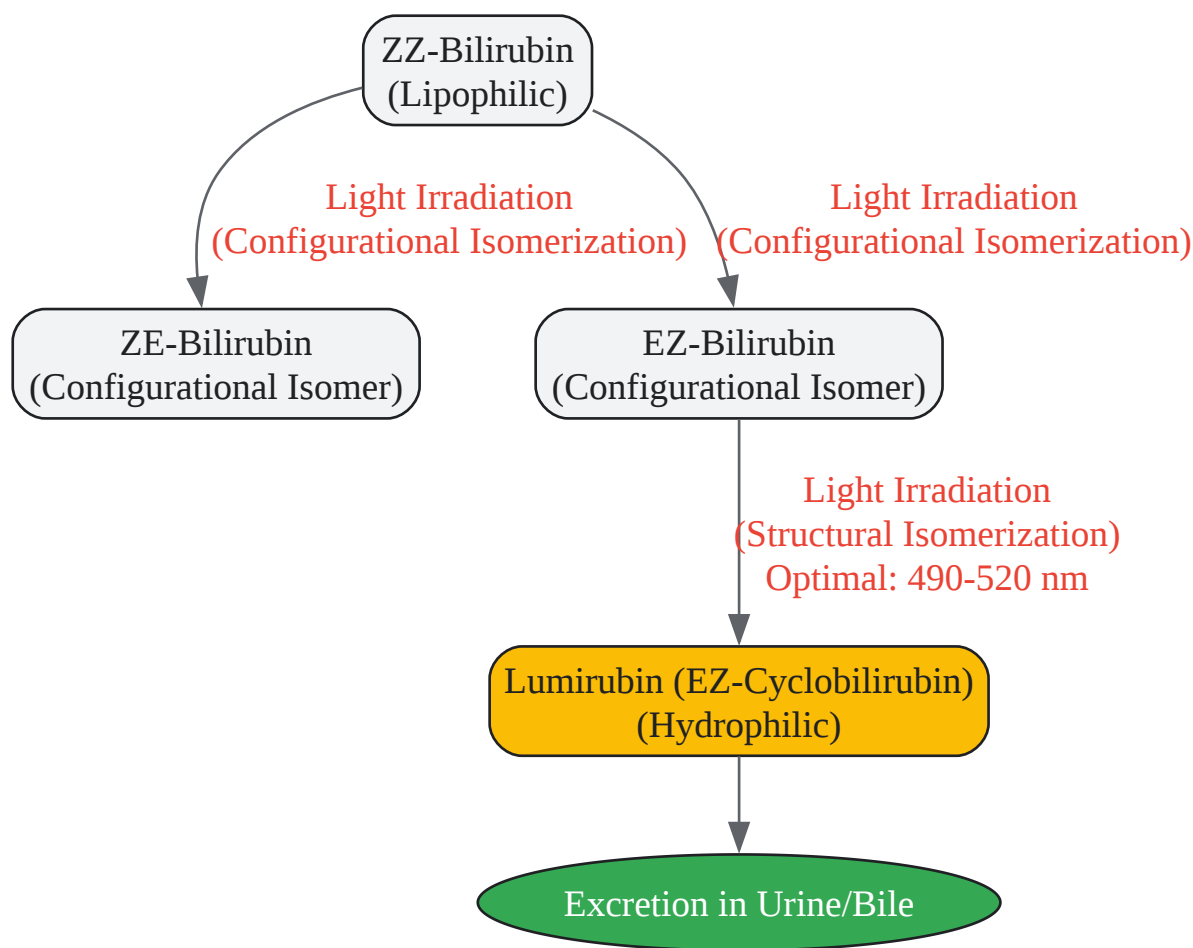 ZZ-Bilirubin
(Lipophilic)
Light Irradiation
(Configurational Isomerization)
Light Irradiation
(Configurational Isomerization)
ZE-Bilirubin
(Configurational Isomer)
EZ-Bilirubin
(Configurational Isomer)
Light Irradiation
(Structural Isomerization)
Optimal: 490-520 nm
Lumirubin (EZ-Cyclobilirubin)
(Hydrophilic)
Excretion in Urine/Bile